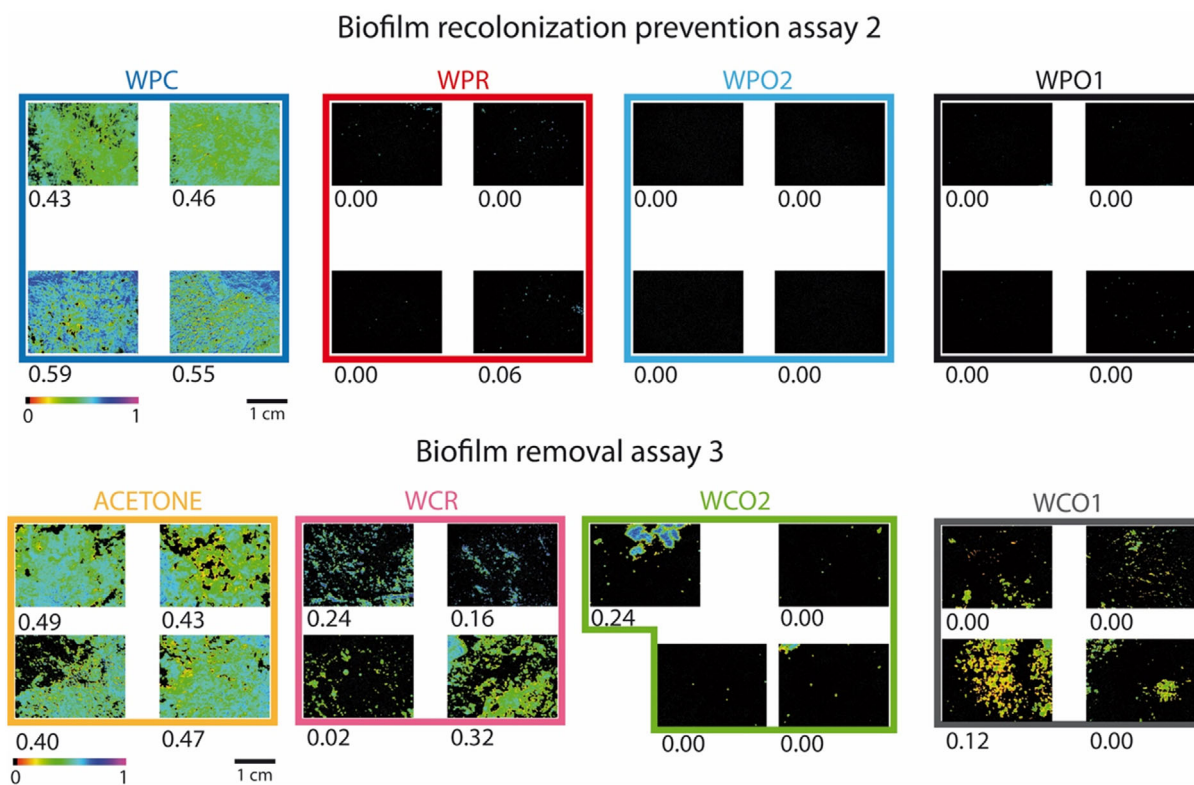 Biofilm recolonization prevention assay 2
WPC WPR WPO2 WPO1
0.43 0.46 0.00 0.00 0.00 0.00 0.00 0.00
0.59 0.55 0.00 0.06 0.00 0.00 0.00 0.00
0 1 1 cm
Biofilm removal assay 3
ACETONE WCR WCO2 WCO1
0.49 0.43 0.24 0.16 0.24 0.00 0.00 0.00
0.40 0.47 0.02 0.32 0.00 0.00 0.12 0.00
0 1 1 cm